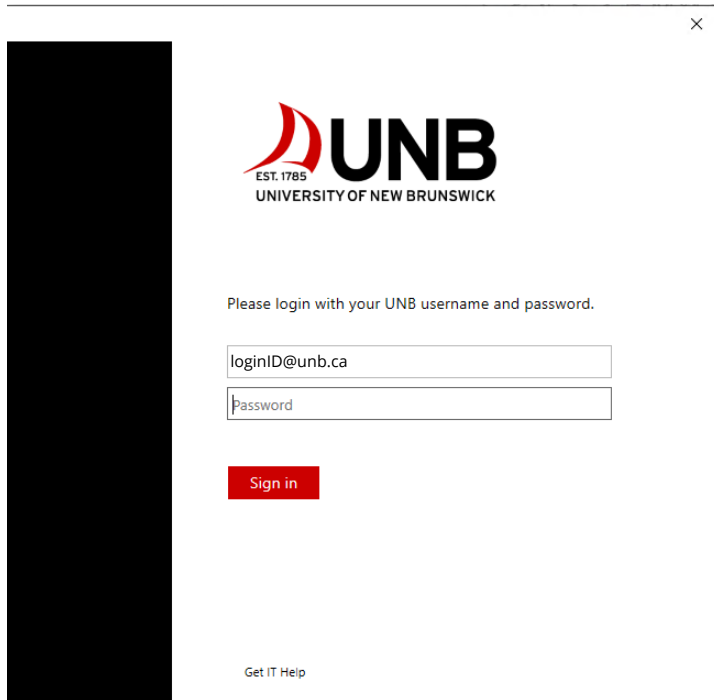 UNB
EST. 1785
UNIVERSITY OF NEW BRUNSWICK
Please login with your UNB username and password.
loginID@unb.ca
Password
Sign in
Get IT Help